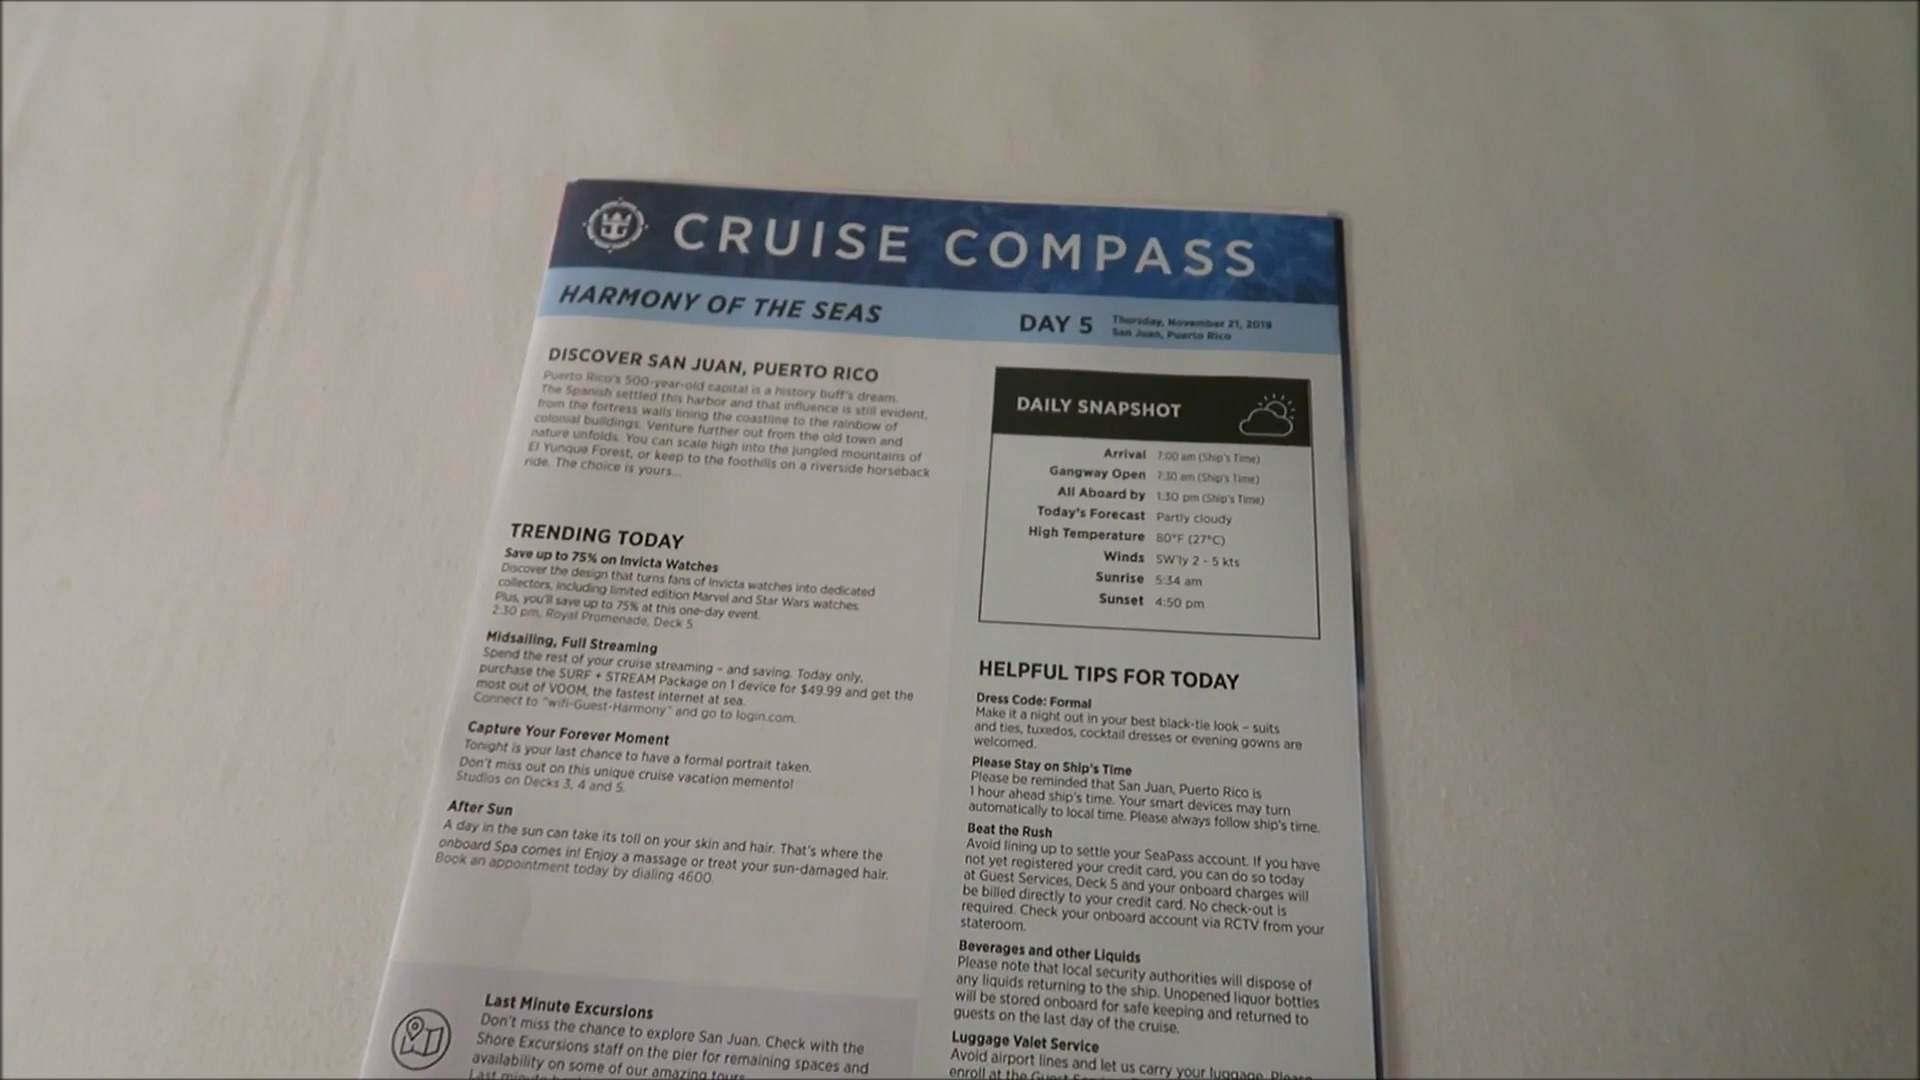 CRUISE COMPASS
HARMONY OF THE SEAS
DAY 5
Thursday, November 21, 2019
San Juan, Puerto Rico
DISCOVER SAN JUAN, PUERTO RICO
Puerto Rico's 500-year-old capital is a history buff's dream.
The Spanish settled this harbor and that influence is still evident,
from the fortress walls lining the coastline to the rainbow of
colonial buildings. Venture further out from the old town and
nature unfolds. You can scale high into the jungled mountains of
El Yunque Forest, or keep to the foothills on a riverside horseback
ride. The choice is yours...
TRENDING TODAY
Save up to 75% on Invicta Watches
Discover the design that turns fans of Invicta watches into dedicated
collectors, including limited edition Marvel and Star Wars watches.
Plus, you'll save up to 75% at this one-day event.
2:30 pm, Royal Promenade, Deck 5
Midsailing, Full Streaming
Spend the rest of your cruise streaming – and saving. Today only,
purchase the SURF + STREAM Package on 1 device for $49.99 and get the
most out of VOOM, the fastest internet at sea.
Connect to "wifi-Guest-Harmony" and go to login.com.
Capture Your Forever Moment
Tonight is your last chance to have a formal portrait taken.
Don't miss out on this unique cruise vacation memento!
Studios on Decks 3, 4 and 5.
After Sun
A day in the sun can take its toll on your skin and hair. That's where the
onboard Spa comes in! Enjoy a massage or treat your sun-damaged hair.
Book an appointment today by dialing 4600.
Last Minute Excursions
Don't miss the chance to explore San Juan. Check with the
Shore Excursions staff on the pier for remaining spaces and
availability on some of our amazing tours.
Last minute
DAILY SNAPSHOT
Arrival 7:00 am (Ship's Time)
Gangway Open 7:30 am (Ship's Time)
All Aboard by 1:30 pm (Ship's Time)
Today's Forecast Partly cloudy
High Temperature 80°F (27°C)
Winds SW'ly 2 - 5 kts
Sunrise 5:34 am
Sunset 4:50 pm
HELPFUL TIPS FOR TODAY
Dress Code: Formal
Make it a night out in your best black-tie look – suits
and ties, tuxedos, cocktail dresses or evening gowns are
welcomed.
Please Stay on Ship's Time
Please be reminded that San Juan, Puerto Rico is
1 hour ahead ship's time. Your smart devices may turn
automatically to local time. Please always follow ship's time.
Beat the Rush
Avoid lining up to settle your SeaPass account. If you have
not yet registered your credit card, you can do so today
at Guest Services, Deck 5 and your onboard charges will
be billed directly to your credit card. No check-out is
required. Check your onboard account via RCTV from your
stateroom.
Beverages and other Liquids
Please note that local security authorities will dispose of
any liquids returning to the ship. Unopened liquor bottles
will be stored onboard for safe keeping and returned to
guests on the last day of the cruise.
Luggage Valet Service
Avoid airport lines and let us carry your luggage. Please
enroll at the Guest